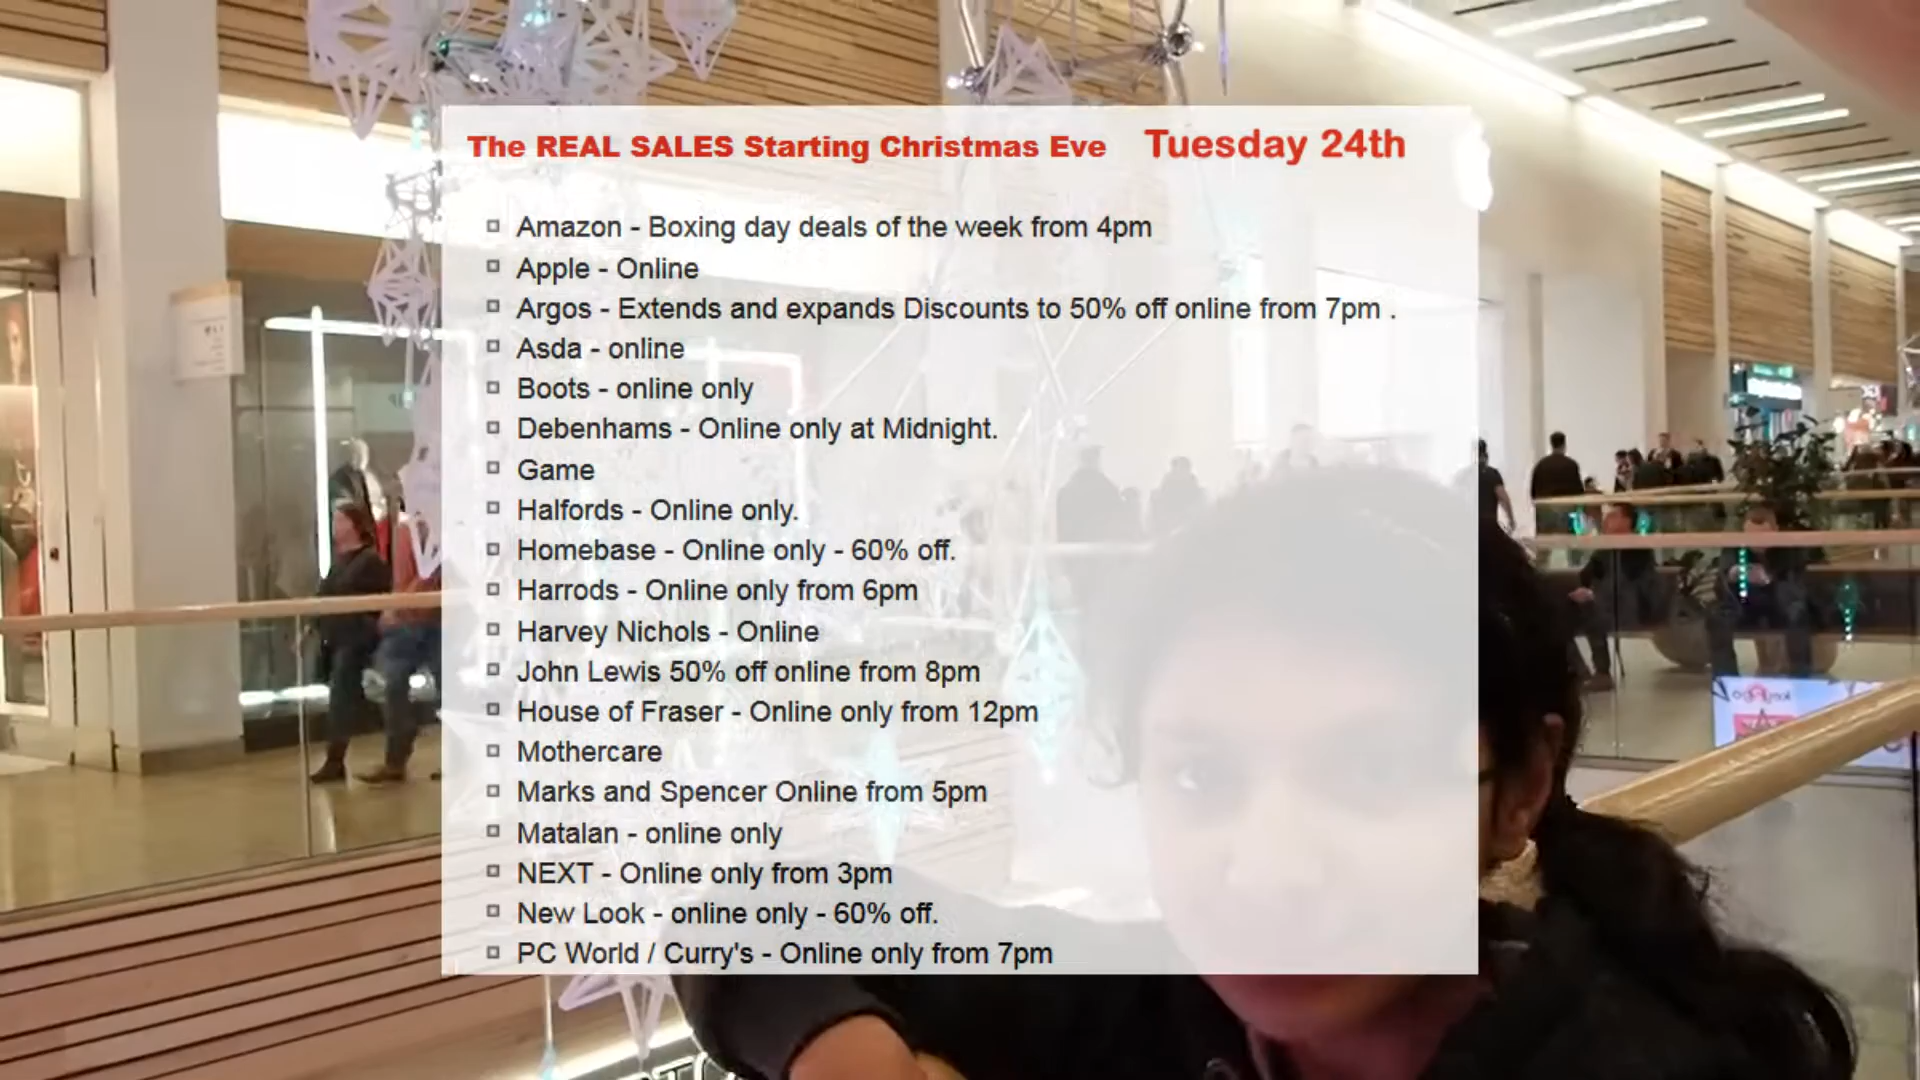 The REAL SALES Starting Christmas Eve Tuesday 24th
Amazon - Boxing day deals of the week from 4pm
Apple - Online
Argos - Extends and expands Discounts to 50% off online from 7pm .
Asda - online
Boots - online only
Debenhams - Online only at Midnight.
Game
Halfords - Online only.
Homebase - Online only - 60% off.
Harrods - Online only from 6pm
Harvey Nichols - Online
John Lewis 50% off online from 8pm
House of Fraser - Online only from 12pm
Mothercare
Marks and Spencer Online from 5pm
Matalan - online only
NEXT - Online only from 3pm
New Look - online only - 60% off.
PC World / Curry's - Online only from 7pm